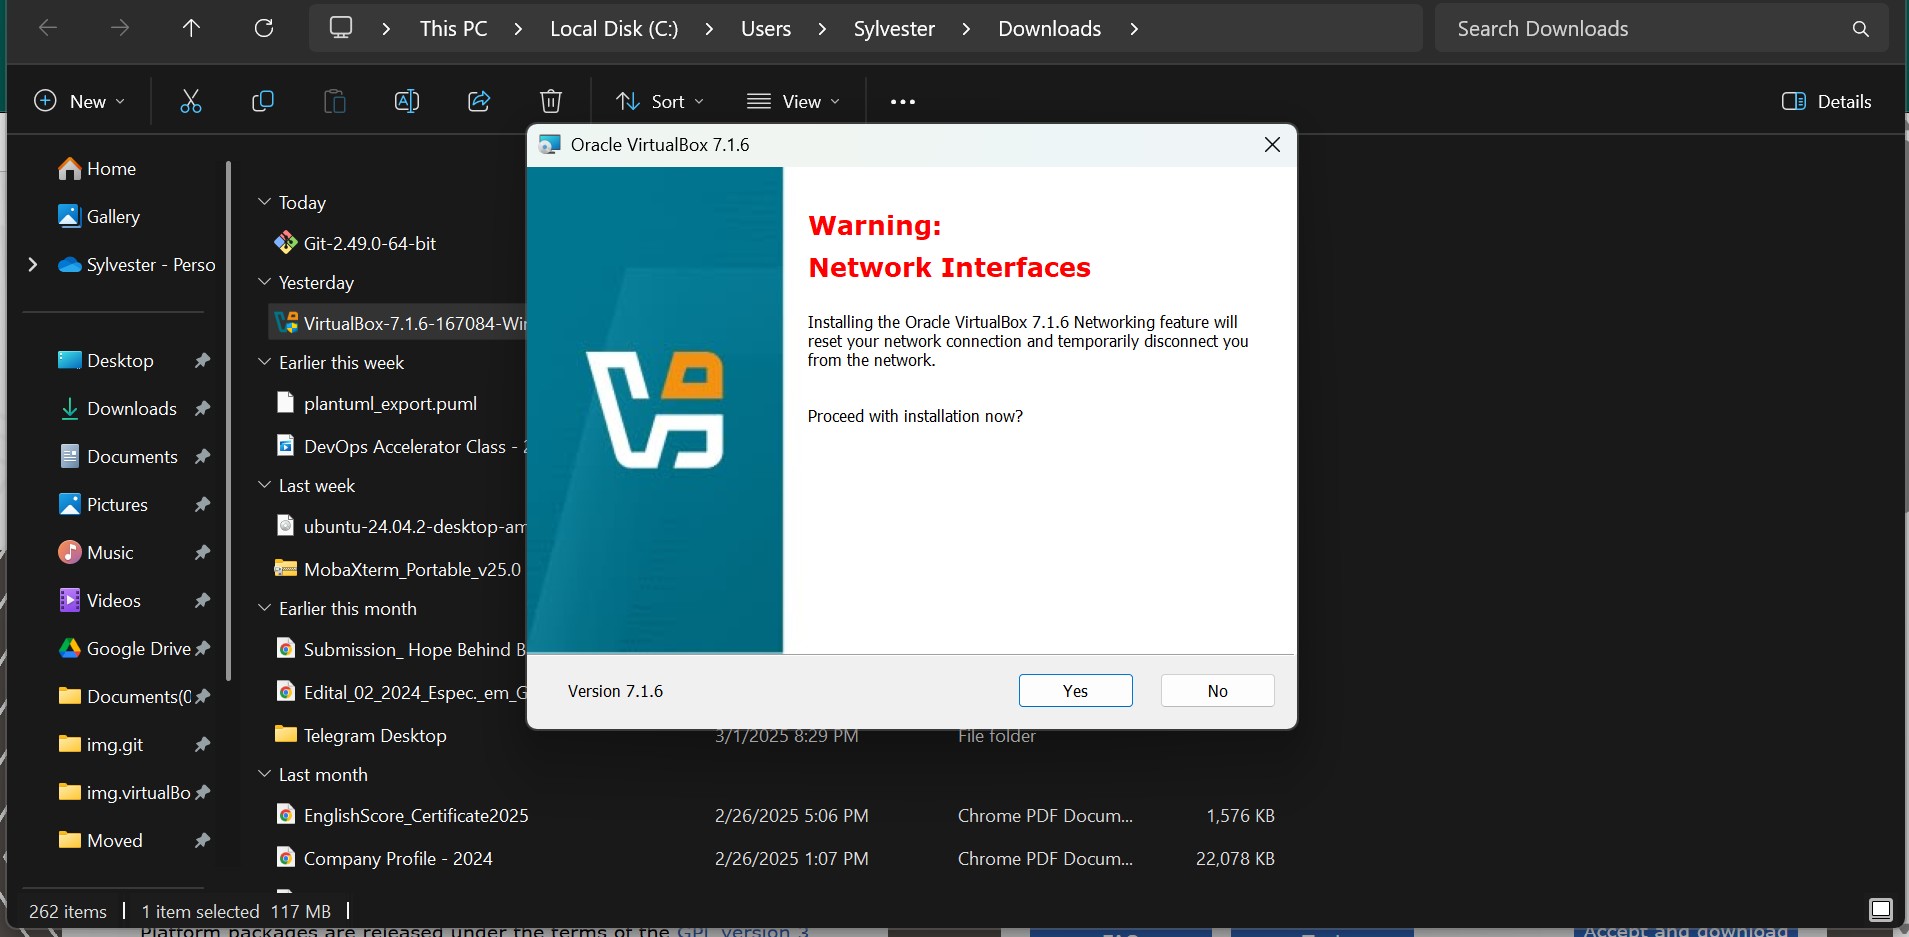 This PC
Local Disk (C:)
Users
Sylvester
Downloads
Search Downloads
New
Sort
View
Details
Home
Gallery
Sylvester - Perso
Desktop
Downloads
Documents
Pictures
Music
Videos
Google Drive
Documents(
img.git
img.virtualBo
Moved
Today
Git-2.49.0-64-bit
Yesterday
VirtualBox-7.1.6-167084-Wi
Earlier this week
plantuml_export.puml
DevOps Accelerator Class -
Last week
ubuntu-24.04.2-desktop-am
MobaXterm_Portable_v25.0
Earlier this month
Submission_ Hope Behind B
Edital_02_2024_Espec._em_G
Telegram Desktop 3/1/2025 8:29 PM File folder
Last month
EnglishScore_Certificate2025 2/26/2025 5:06 PM Chrome PDF Docum... 1,576 KB
Company Profile - 2024 2/26/2025 1:07 PM Chrome PDF Docum... 22,078 KB
Oracle VirtualBox 7.1.6
Warning:
Network Interfaces
Installing the Oracle VirtualBox 7.1.6 Networking feature will
reset your network connection and temporarily disconnect you
from the network.
Proceed with installation now?
Version 7.1.6
Yes
No
262 items
1 item selected 117 MB
Platform packages are released under the terms of the GPL version 3
Accept and download